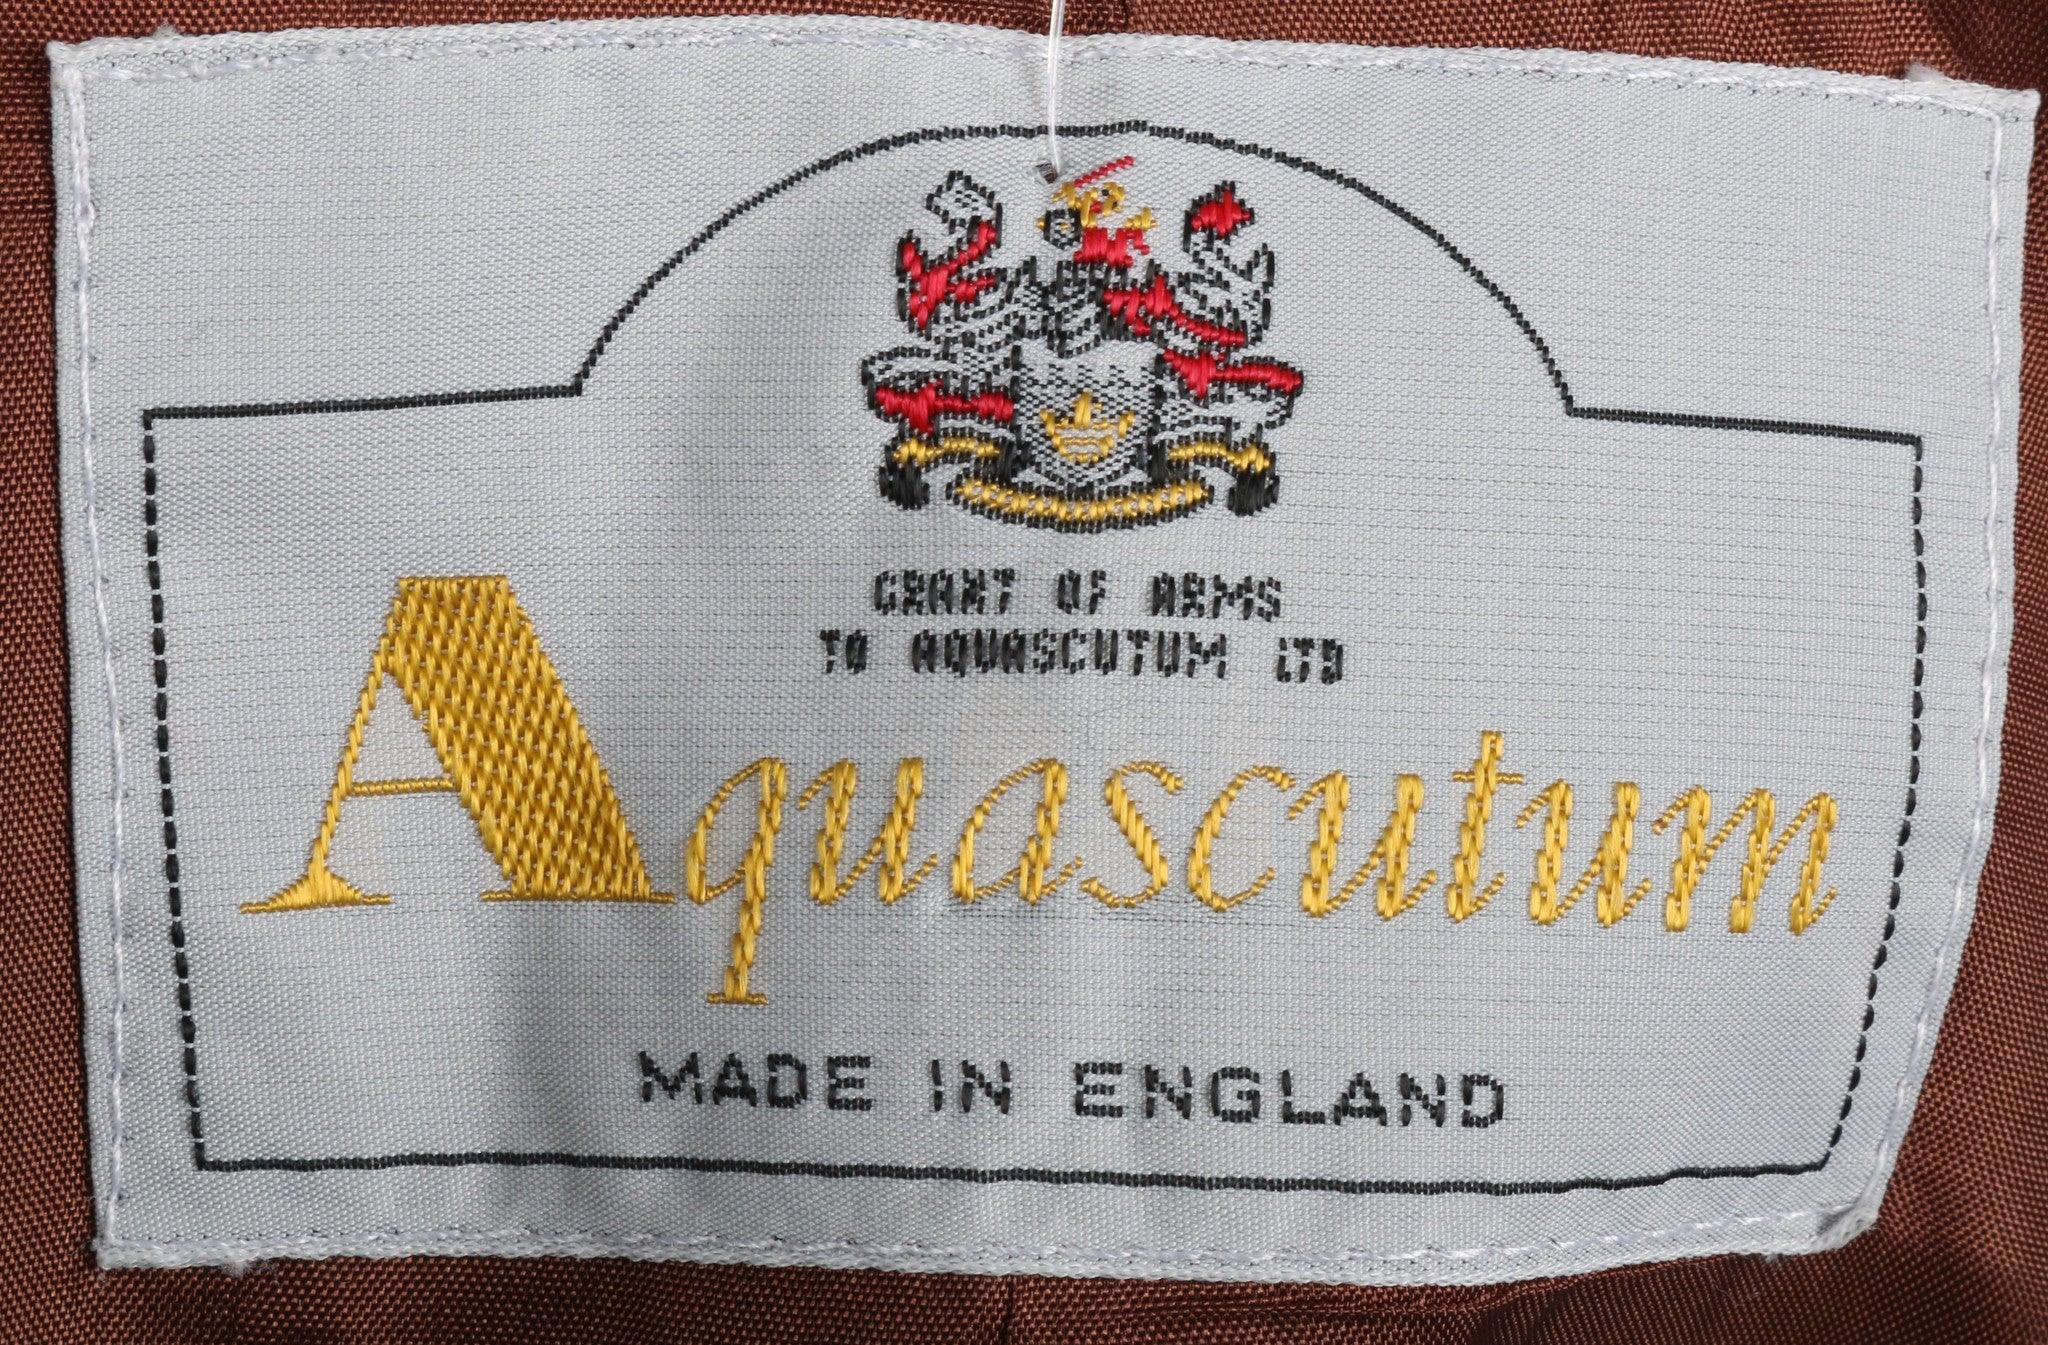 GRANT OF ARMS
TO AQUASCUTUM LTD
Aquascutum
MADE IN ENGLAND